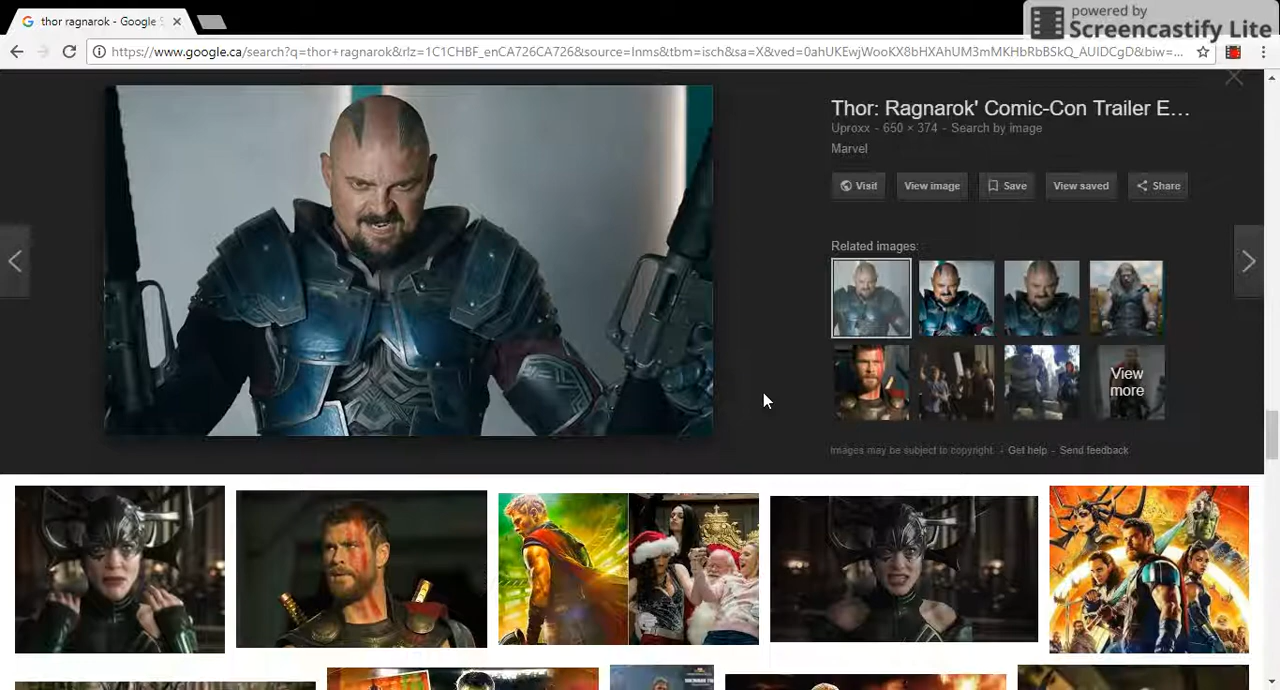 thor ragnarok - Google S
powered by
Screencastify Lite
https://www.google.ca/search?q=thor+ragnarok&rlz=1C1CHBF_enCA726CA726&source=lnms&tbm=isch&sa=X&ved=0ahUKEwjWooKX8bHXAhUM3mMKHbRbBSkQ_AUIDCgD&biw=...
Thor: Ragnarok' Comic-Con Trailer E...
Uproxx - 650 × 374 - Search by image
Marvel
Visit
View image
Save
View saved
Share
Related images:
View
more
Images may be subject to copyright. - Get help - Send feedback